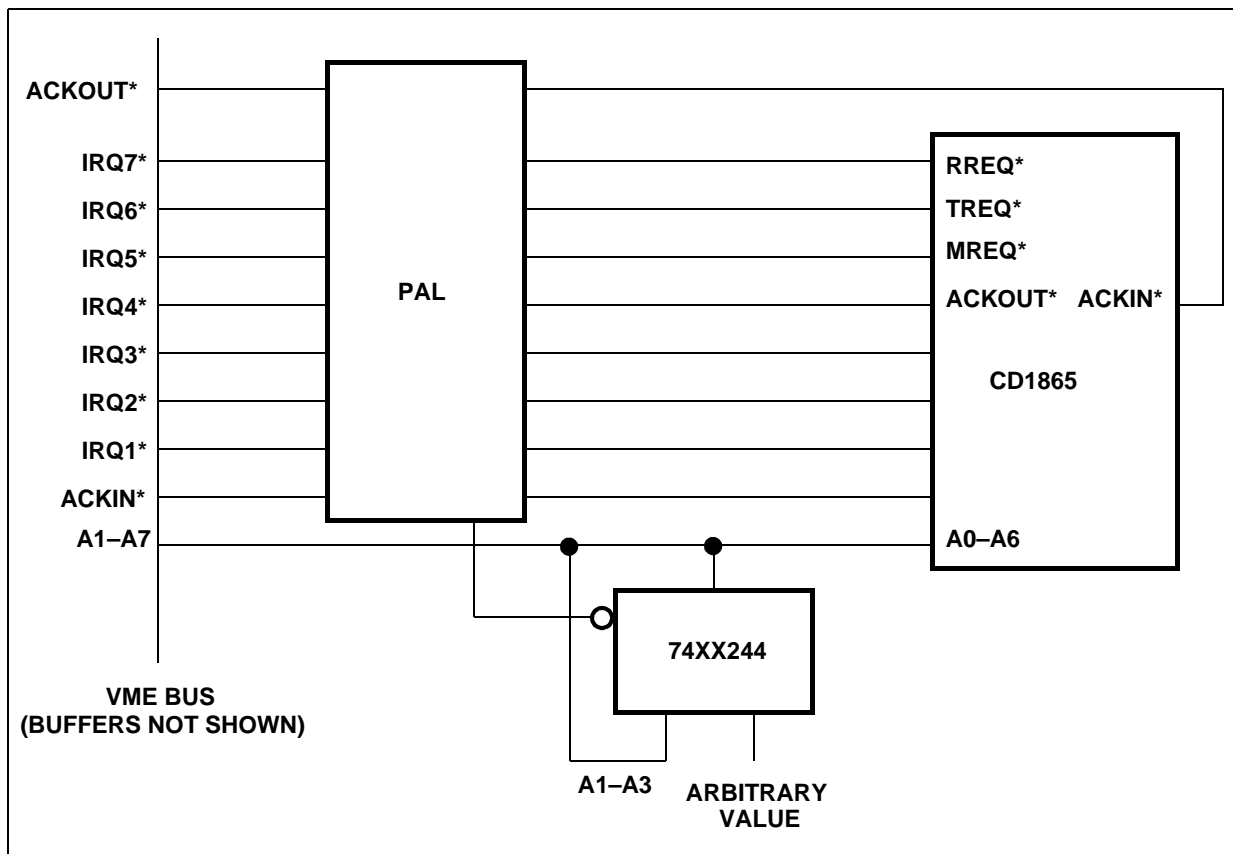 ACKOUT*
IRQ7*
IRQ6*
IRQ5*
IRQ4*
IRQ3*
IRQ2*
IRQ1*
ACKIN*
A1–A7
VME BUS
(BUFFERS NOT SHOWN)
PAL
RREQ*
TREQ*
MREQ*
ACKOUT* ACKIN*
CD1865
A0–A6
74XX244
A1–A3
ARBITRARY
VALUE